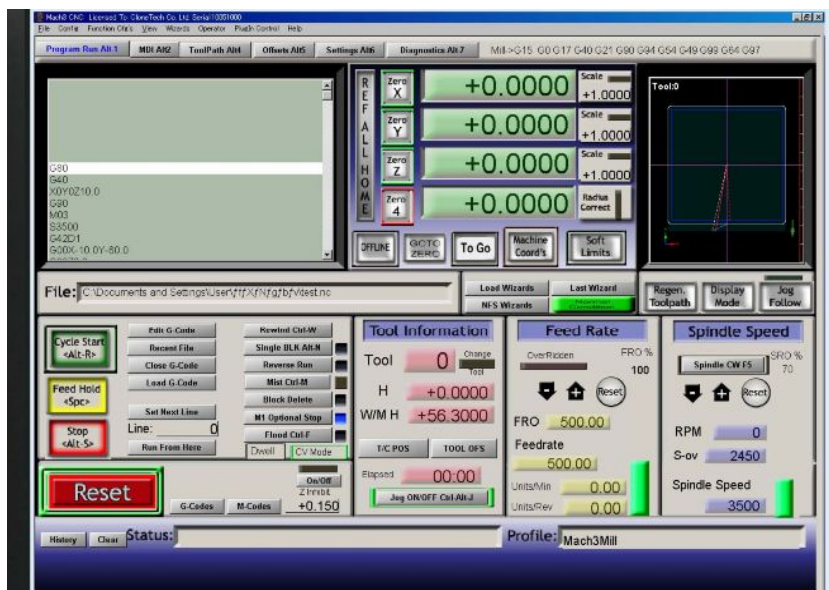 Mach3 CNC Licensed To: CloneTech Co. Ltd Serial10001000
File Config Function Cfg's View Wizards Operator PlugIn Control Help
Program Run Alt-1 MDI Alt2 ToolPath Alt4 Offsets Alt5 Settings Alt6 Diagnostics Alt-7 Mill->G15 G0 G17 G40 G21 G90 G94 G54 G49 G99 G64 G97
REF ALL HOME
Zero X +0.0000 Scale +1.0000
Zero Y +0.0000 Scale +1.0000
Zero Z +0.0000 Scale +1.0000
Zero 4 +0.0000 Radius Correct
Tool:0
G80
G40
X0Y0Z10.0
G90
M03
S3500
G42D1
G00X-10.0Y-80.0
OFFLINE GOTO ZERO To Go Machine Coord's Soft Limits
File: C:\Documents and Settings\User\
Load Wizards Last Wizard
NFS Wizards
Regen. Toolpath Display Mode Jog Follow
Cycle Start <Alt-R>
Feed Hold <Spc>
Stop <Alt-S>
Edit G-Code
Recent File
Close G-Code
Load G-Code
Set Next Line
Line: 0
Run From Here
Rewind Ctrl-W
Single BLK Alt-N
Reverse Run
Mist Ctrl-M
Block Delete
M1 Optional Stop
Flood Ctrl-F
Dwell CV Mode
Reset
G-Codes M-Codes
On/Off
Z Inhibit
+0.150
Tool Information
Tool 0 Change Tool
H +0.0000
W/M H +56.3000
T/C POS TOOL OFS
Elapsed 00:00
Jog ON/OFF Ctrl-Alt-J
Feed Rate
OverRidden FRO %
100
Reset
FRO 500.00
Feedrate
500.00
Units/Min 0.00
Units/Rev 0.00
Spindle Speed
Spindle CW F5 SRO %
70
Reset
RPM 0
S-ov 2450
Spindle Speed
3500
History Clear Status:
Profile: Mach3Mill